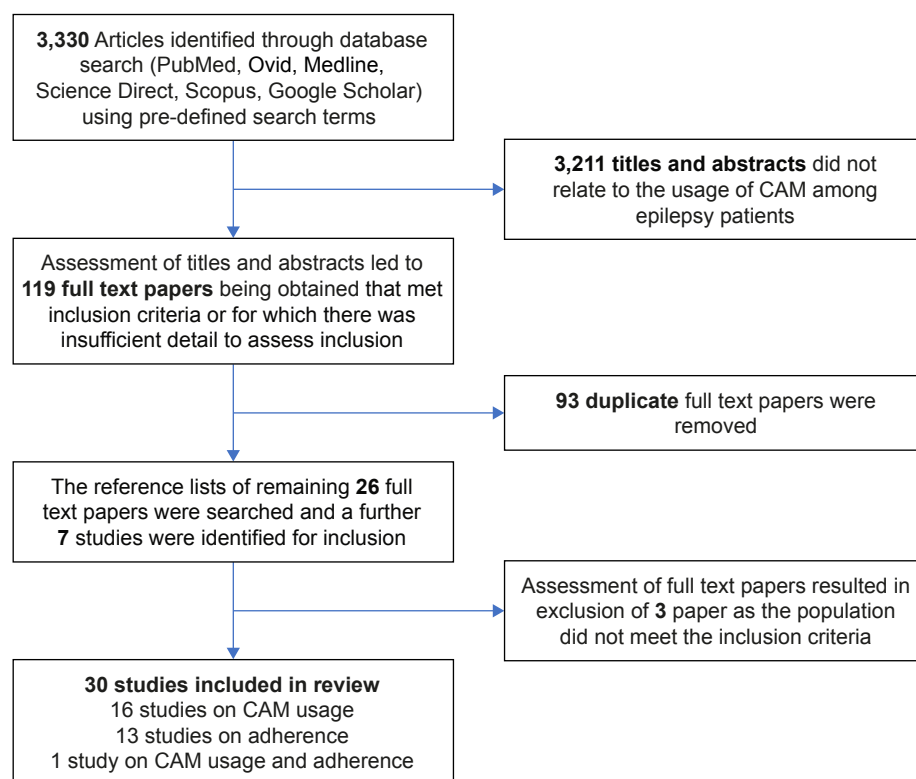 3,330 Articles identified through database
search (PubMed, Ovid, Medline,
Science Direct, Scopus, Google Scholar)
using pre-defined search terms
3,211 titles and abstracts did not
relate to the usage of CAM among
epilepsy patients
Assessment of titles and abstracts led to
119 full text papers being obtained that met
inclusion criteria or for which there was
insufficient detail to assess inclusion
93 duplicate full text papers were
removed
The reference lists of remaining 26 full
text papers were searched and a further
7 studies were identified for inclusion
Assessment of full text papers resulted in
exclusion of 3 paper as the population
did not meet the inclusion criteria
30 studies included in review
16 studies on CAM usage
13 studies on adherence
1 study on CAM usage and adherence